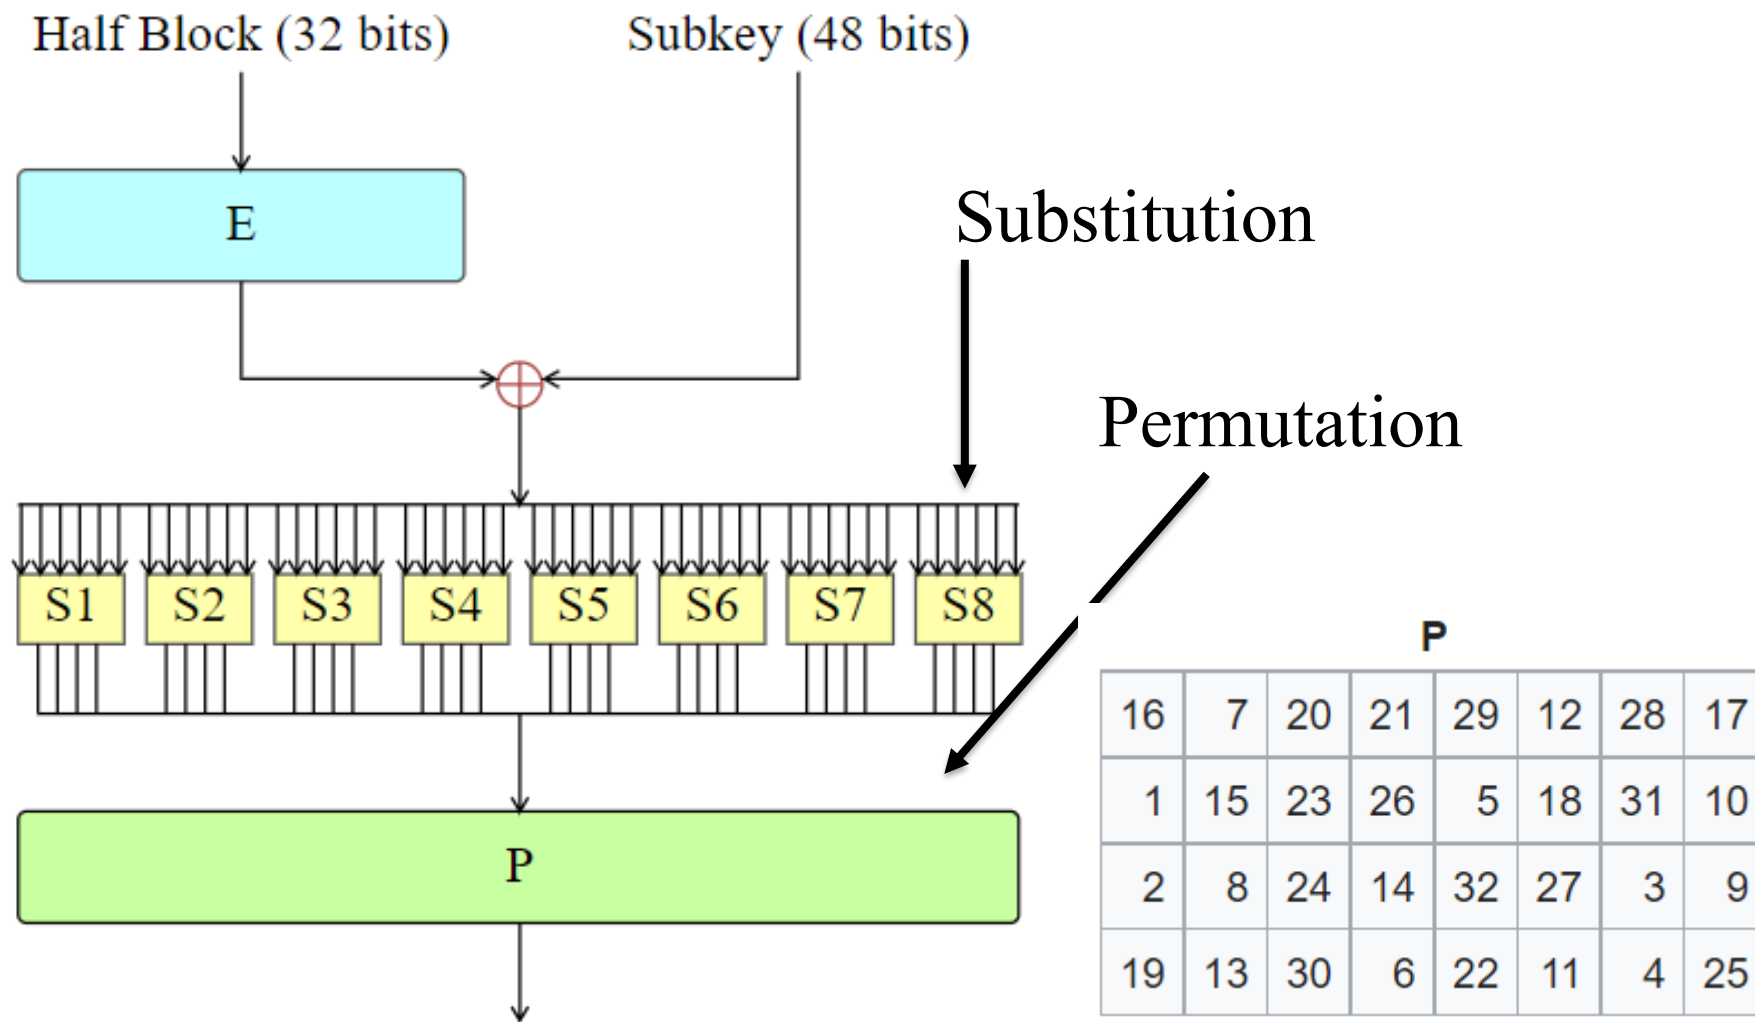 Half Block (32 bits) Subkey (48 bits)
E
Substitution
Permutation
S1 S2 S3 S4 S5 S6 S7 S8
P
P
16 7 20 21 29 12 28 17
1 15 23 26 5 18 31 10
2 8 24 14 32 27 3 9
19 13 30 6 22 11 4 25